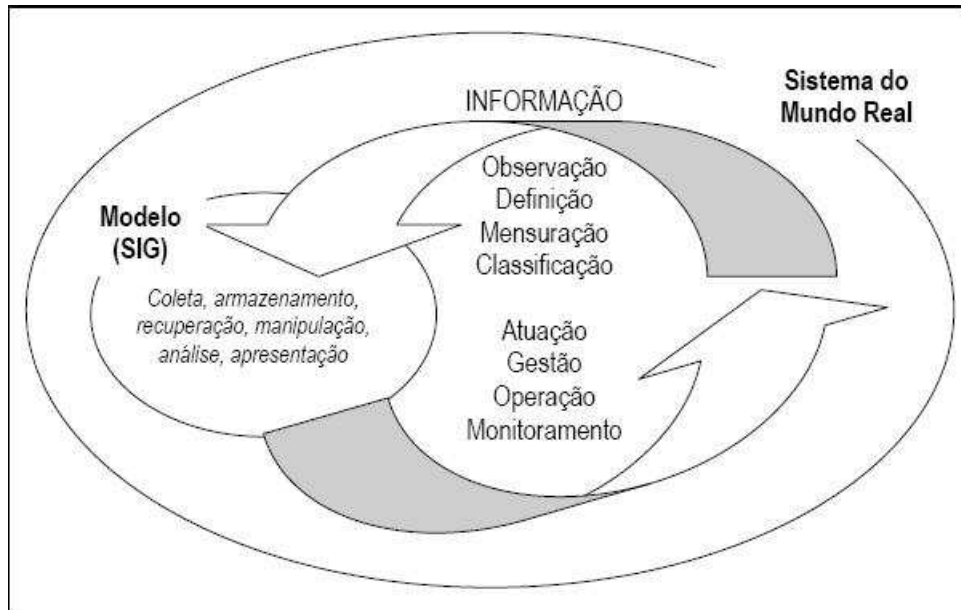 Sistema do
Mundo Real
INFORMAÇÃO
Observação
Definição
Mensuração
Classificação
Modelo
(SIG)
Coleta, armazenamento,
recuperação, manipulação,
análise, apresentação
Atuação
Gestão
Operação
Monitoramento